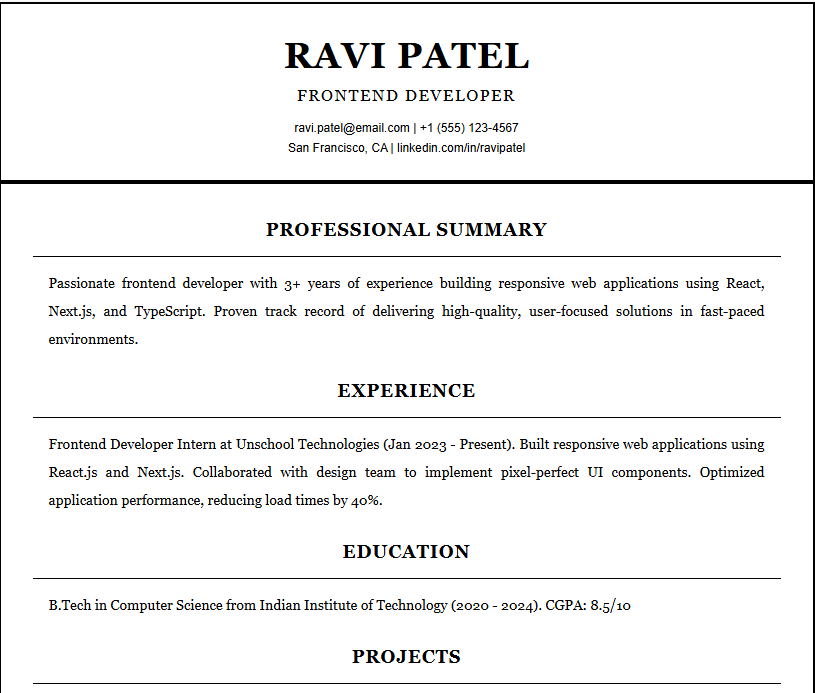 RAVI PATEL
FRONTEND DEVELOPER
ravi.patel@email.com | +1 (555) 123-4567
San Francisco, CA | linkedin.com/in/ravipatel
PROFESSIONAL SUMMARY
Passionate frontend developer with 3+ years of experience building responsive web applications using React,
Next.js, and TypeScript. Proven track record of delivering high-quality, user-focused solutions in fast-paced
environments.
EXPERIENCE
Frontend Developer Intern at Unschool Technologies (Jan 2023 - Present). Built responsive web applications using
React.js and Next.js. Collaborated with design team to implement pixel-perfect UI components. Optimized
application performance, reducing load times by 40%.
EDUCATION
B.Tech in Computer Science from Indian Institute of Technology (2020 - 2024). CGPA: 8.5/10
PROJECTS